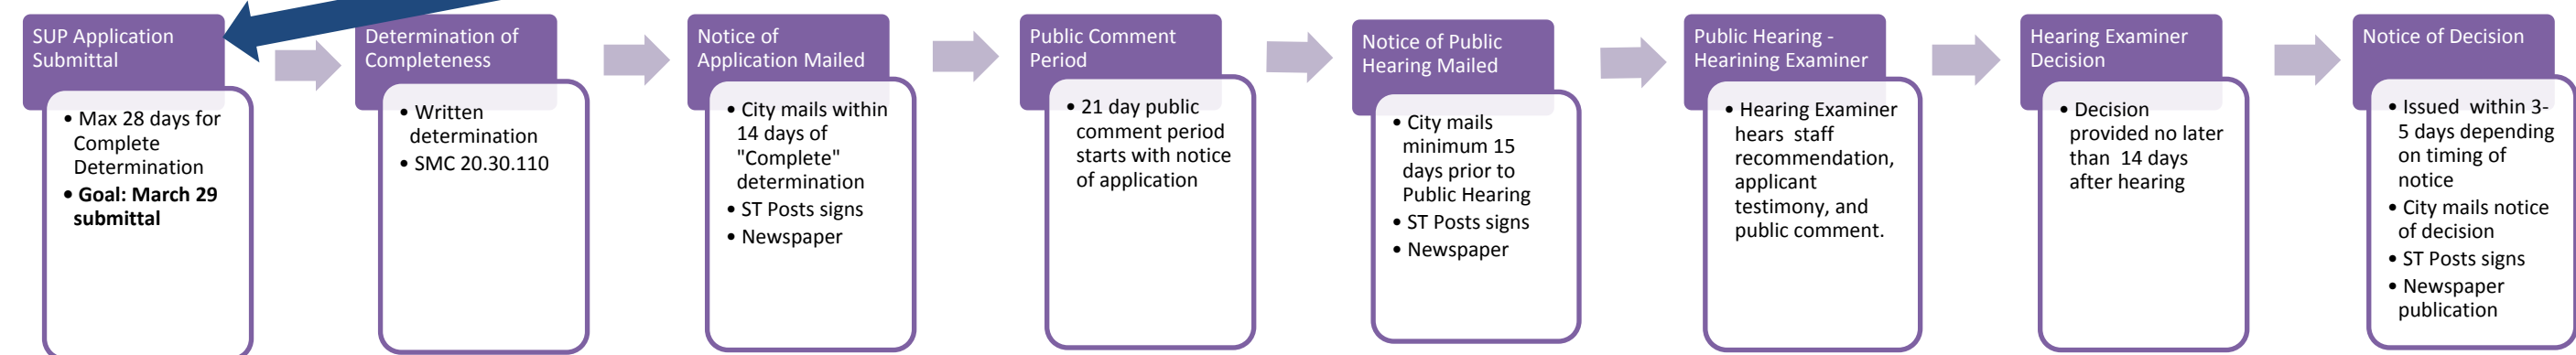 SUP Application
Submittal
• Max 28 days for
Complete
Determination
• Goal: March 29
submittal
Determination of
Completeness
• Written
determination
• SMC 20.30.110
Notice of
Application Mailed
• City mails within
14 days of
"Complete"
determination
• ST Posts signs
• Newspaper
Public Comment
Period
• 21 day public
comment period
starts with notice
of application
Notice of Public
Hearing Mailed
• City mails
minimum 15
days prior to
Public Hearing
• ST Posts signs
• Newspaper
Public Hearing -
Hearining Examiner
• Hearing Examiner
hears staff
recommendation,
applicant
testimony, and
public comment.
Hearing Examiner
Decision
• Decision
provided no later
than 14 days
after hearing
Notice of Decision
• Issued within 3-
5 days depending
on timing of
notice
• City mails notice
of decision
• ST Posts signs
• Newspaper
publication